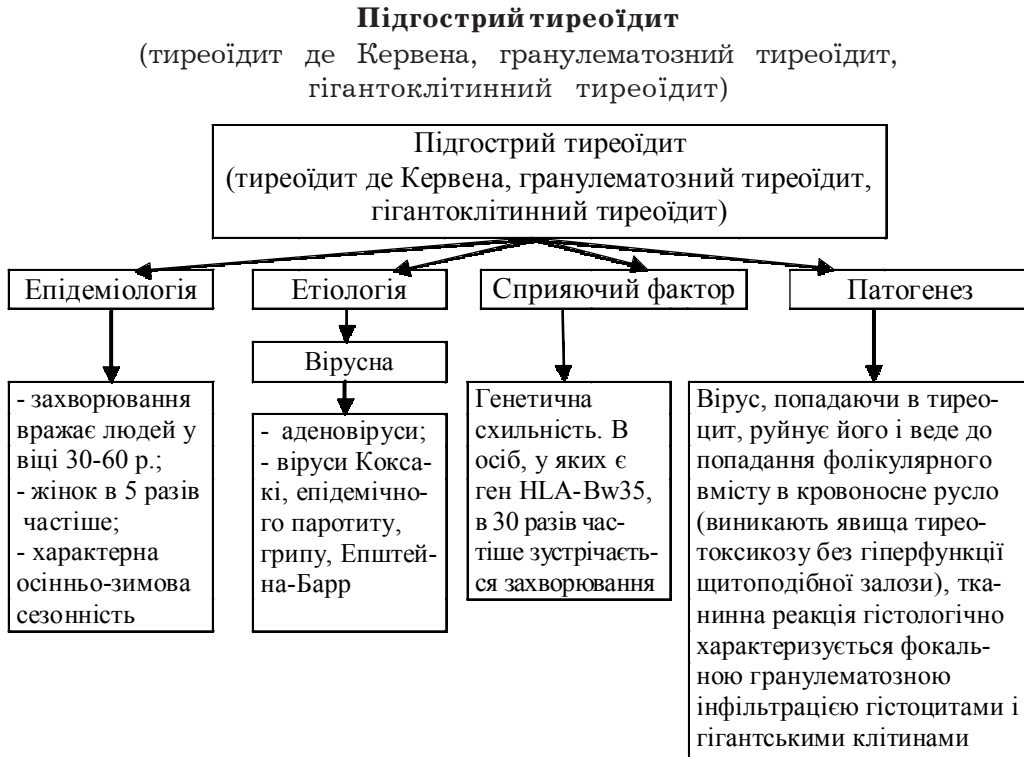 Підгострий тиреоїдит
(тиреоїдит де Кервена, гранулематозний тиреоїдит,
гігантоклітинний тиреоїдит)
Підгострий тиреоїдит
(тиреоїдит де Кервена, гранулематозний тиреоїдит,
гігантоклітинний тиреоїдит)
Епідеміологія
Етіологія
Сприяючий фактор
Патогенез
Вірусна
- захворювання
вражає людей у
віці 30-60 р.;
- жінок в 5 разів
частіше;
- характерна
осінньо-зимова
сезонність
- аденовіруси;
- віруси Кокса-
кі, епідемічно-
го паротиту,
грипу, Епштей-
на-Барр
Генетична
схильність. В
осіб, у яких є
ген HLA-Bw35,
в 30 разів час-
тіше зустрічаєть-
ся захворювання
Вірус, попадаючи в тирео-
цит, руйнує його і веде до
попадання фолікулярного
вмісту в кровоносне русло
(виникають явища тирео-
токсикозу без гіперфункції
щитоподібної залози), тка-
нинна реакція гістологічно
характеризується фокаль-
ною гранулематозною
інфільтрацією гістоцитами і
гігантськими клітинами